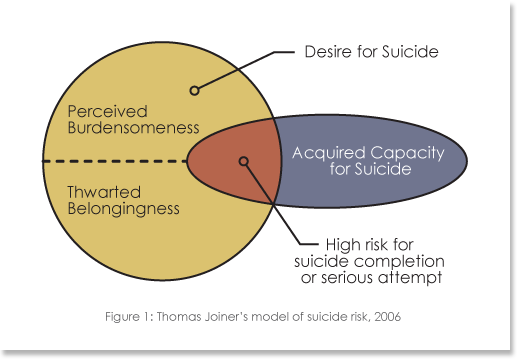 Desire for Suicide
Perceived
Burdensomeness
Acquired Capacity
for Suicide
Thwarted
Belongingness
High risk for
suicide completion
or serious attempt
Figure 1: Thomas Joiner's model of suicide risk, 2006